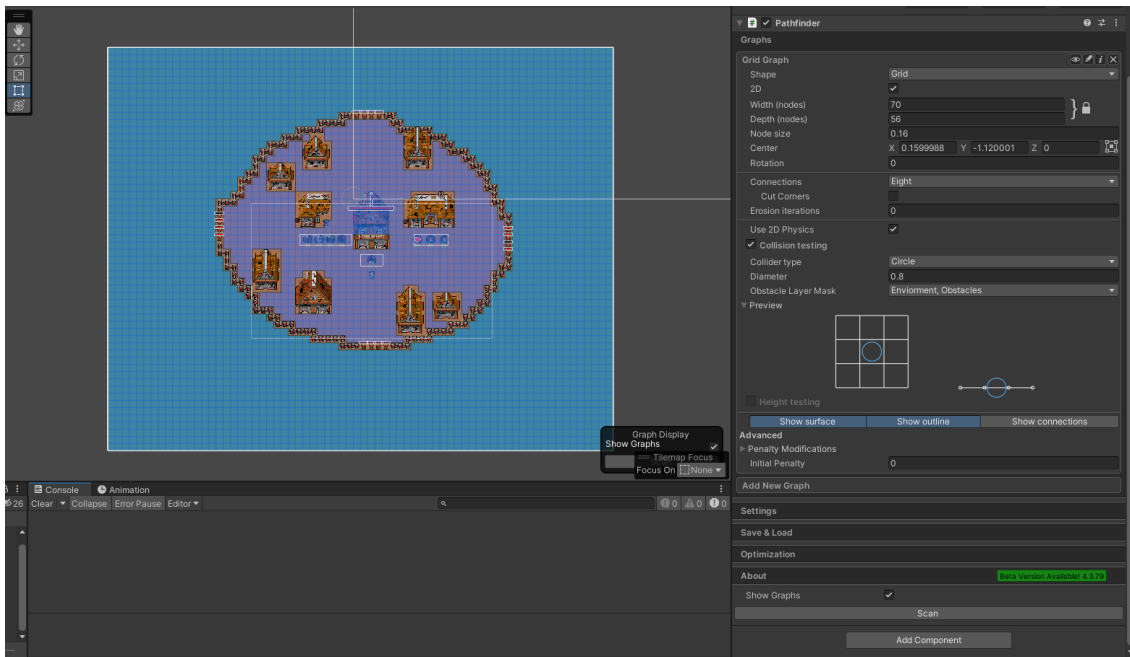 Pathfinder
Graphs
Grid Graph
Shape Grid
2D
Width (nodes) 70
Depth (nodes) 56
Node size 0.16
Center X 0.1599988 Y -1.120001 Z 0
Rotation 0
Connections Eight
Cut Corners
Erosion iterations 0
Use 2D Physics
Collision testing
Collider type Circle
Diameter 0.8
Obstacle Layer Mask Enviorment, Obstacles
Preview
Height testing
Show surface Show outline Show connections
Advanced
Penalty Modifications
Initial Penalty 0
Add New Graph
Settings
Save & Load
Optimization
About Beta Version Available! 4.3.79
Show Graphs
Scan
Add Component
Graph Display
Show Graphs
Tilemap Focus
Focus On None
Console Animation
26 Clear Collapse Error Pause Editor 0 0 0